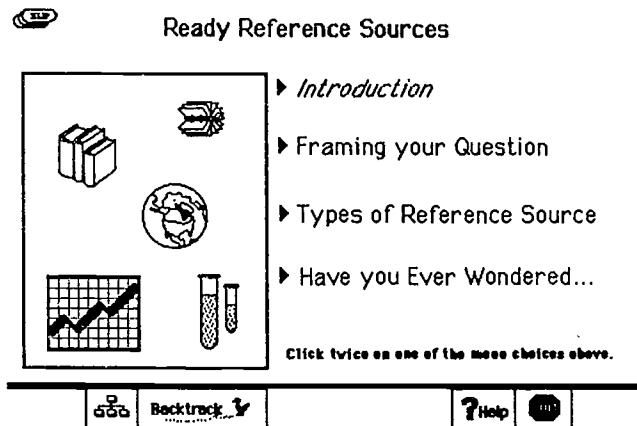 Ready Reference Sources
Introduction
Framing your Question
Types of Reference Source
Have you Ever Wondered...
Click twice on one of the menu choices above.
Backtrack
?Help